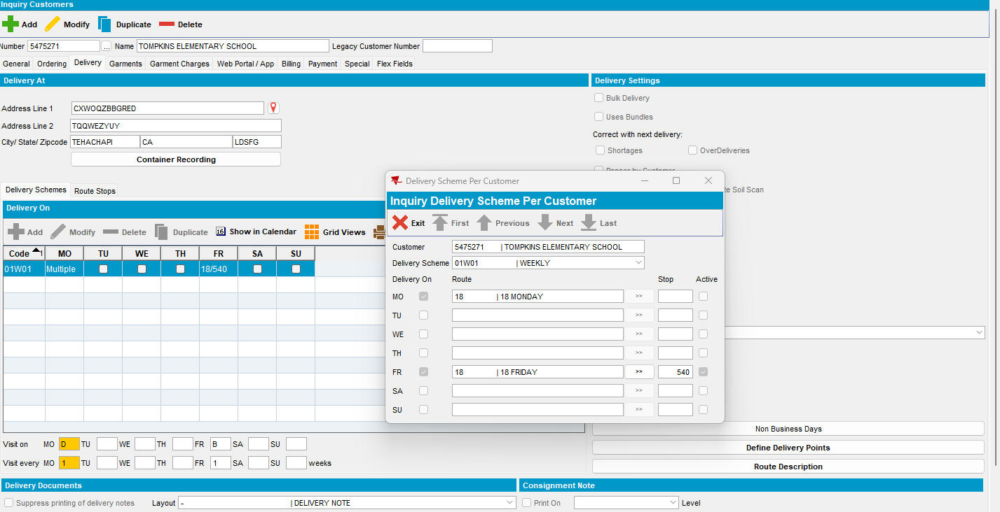 Inquiry Customers
Add Modify Duplicate Delete
Number 5475271 ... Name TOMPKINS ELEMENTARY SCHOOL Legacy Customer Number
General Ordering Delivery Garments Garment Charges Web Portal / App Billing Payment Special Flex Fields
Delivery At
Address Line 1 CXWOQZBBGRED
Address Line 2 TQQWEZYUY
City/ State/ Zipcode TEHACHAPI CA LDSFG
Container Recording
Delivery Settings
Bulk Delivery
Uses Bundles
Correct with next delivery:
Shortages OverDeliveries
Soil Scan
Delivery Schemes Route Stops
Delivery On
Add Modify Delete Duplicate 16 Show in Calendar Grid Views
Code 1 MO TU WE TH FR SA SU
01W01 Multiple 18/540
Delivery Scheme Per Customer
Inquiry Delivery Scheme Per Customer
Exit First Previous Next Last
Customer 5475271 | TOMPKINS ELEMENTARY SCHOOL
Delivery Scheme 01W01 | WEEKLY
Delivery On Route Stop Active
MO 18 | 18 MONDAY >>
TU >>
WE >>
TH >>
FR 18 | 18 FRIDAY >> 540
SA >>
SU >>
Visit on MO D TU WE TH FR B SA SU
Visit every MO 1 TU WE TH FR 1 SA SU weeks
Non Business Days
Define Delivery Points
Route Description
Delivery Documents
Suppress printing of delivery notes Layout - | DELIVERY NOTE
Consignment Note
Print On Level